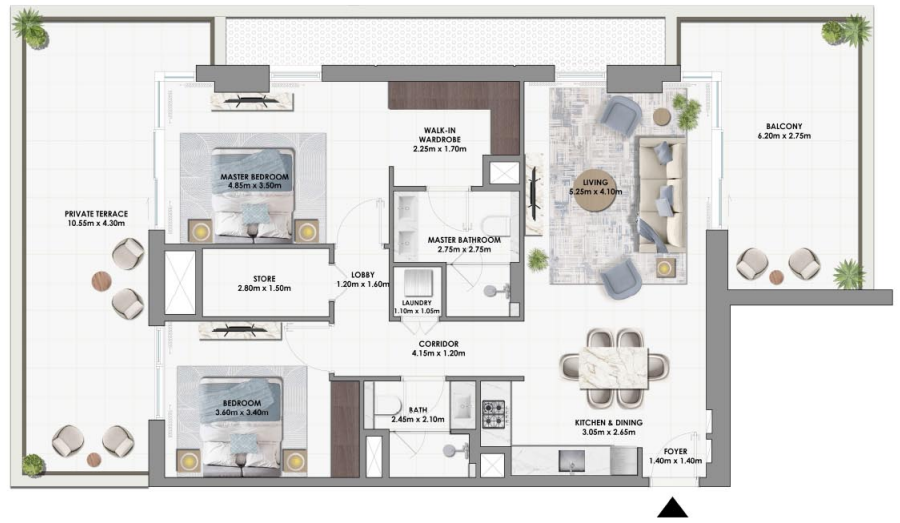 PRIVATE TERRACE
10.55m x 4.30m
MASTER BEDROOM
4.85m x 3.50m
WALK-IN
WARDROBE
2.25m x 1.70m
LIVING
5.25m x 4.10m
BALCONY
6.20m x 2.75m
MASTER BATHROOM
2.75m x 2.75m
STORE
2.80m x 1.50m
LOBBY
1.20m x 1.60m
LAUNDRY
1.10m x 1.05m
CORRIDOR
4.15m x 1.20m
BEDROOM
3.60m x 3.40m
BATH
2.45m x 2.10m
KITCHEN & DINING
3.05m x 2.65m
FOYER
1.40m x 1.40m